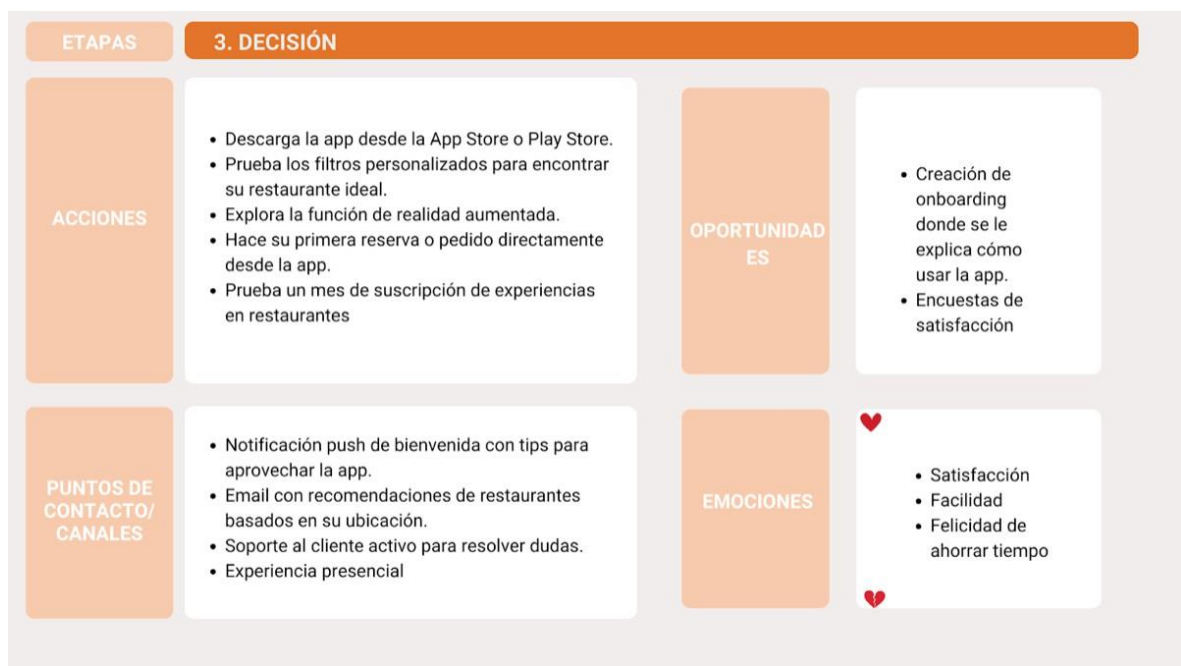 ETAPAS
3. DECISIÓN
ACCIONES
• Descarga la app desde la App Store o Play Store.
• Prueba los filtros personalizados para encontrar
su restaurante ideal.
• Explora la función de realidad aumentada.
• Hace su primera reserva o pedido directamente
desde la app.
• Prueba un mes de suscripción de experiencias
en restaurantes
OPORTUNIDAD
ES
• Creación de
onboarding
donde se le
explica cómo
usar la app.
• Encuestas de
satisfacción
PUNTOS DE
CONTACTO/
CANALES
• Notificación push de bienvenida con tips para
aprovechar la app.
• Email con recomendaciones de restaurantes
basados en su ubicación.
• Soporte al cliente activo para resolver dudas.
• Experiencia presencial
EMOCIONES
• Satisfacción
• Facilidad
• Felicidad de
ahorrar tiempo